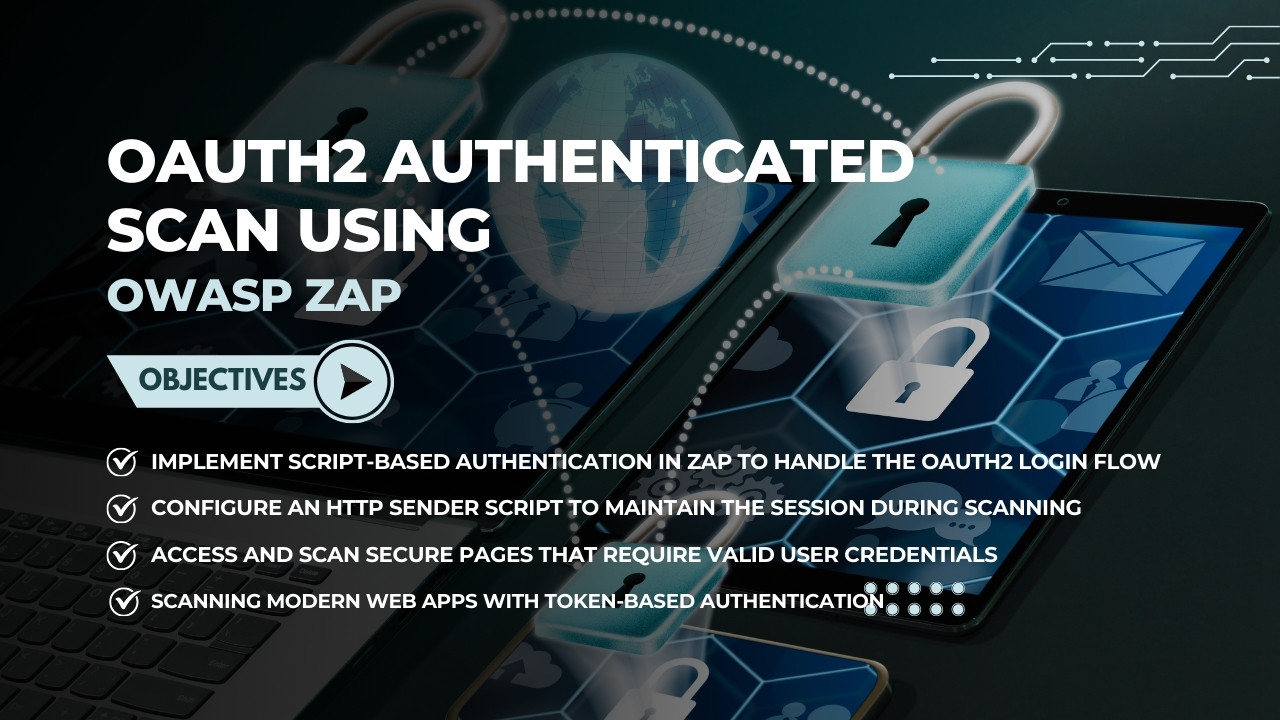 OAUTH2 AUTHENTICATED
SCAN USING
OWASP ZAP
OBJECTIVES
IMPLEMENT SCRIPT-BASED AUTHENTICATION IN ZAP TO HANDLE THE OAUTH2 LOGIN FLOW
CONFIGURE AN HTTP SENDER SCRIPT TO MAINTAIN THE SESSION DURING SCANNING
ACCESS AND SCAN SECURE PAGES THAT REQUIRE VALID USER CREDENTIALS
SCANNING MODERN WEB APPS WITH TOKEN-BASED AUTHENTICATION